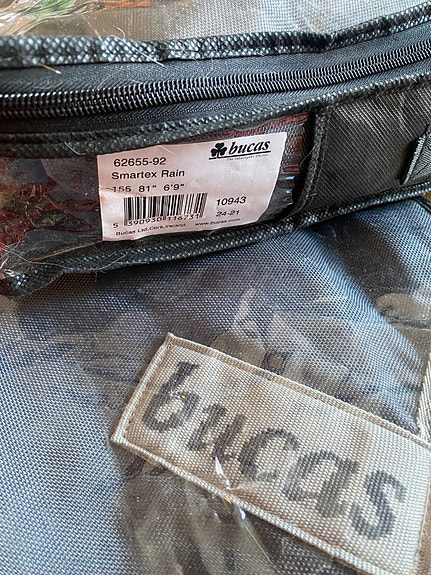 bucas
62655-92
Smartex Rain
155 81" 6'9"
5 390930 116731
10943
24-21
Bucas Ltd.Cork,Ireland www.bucas.com
bucas